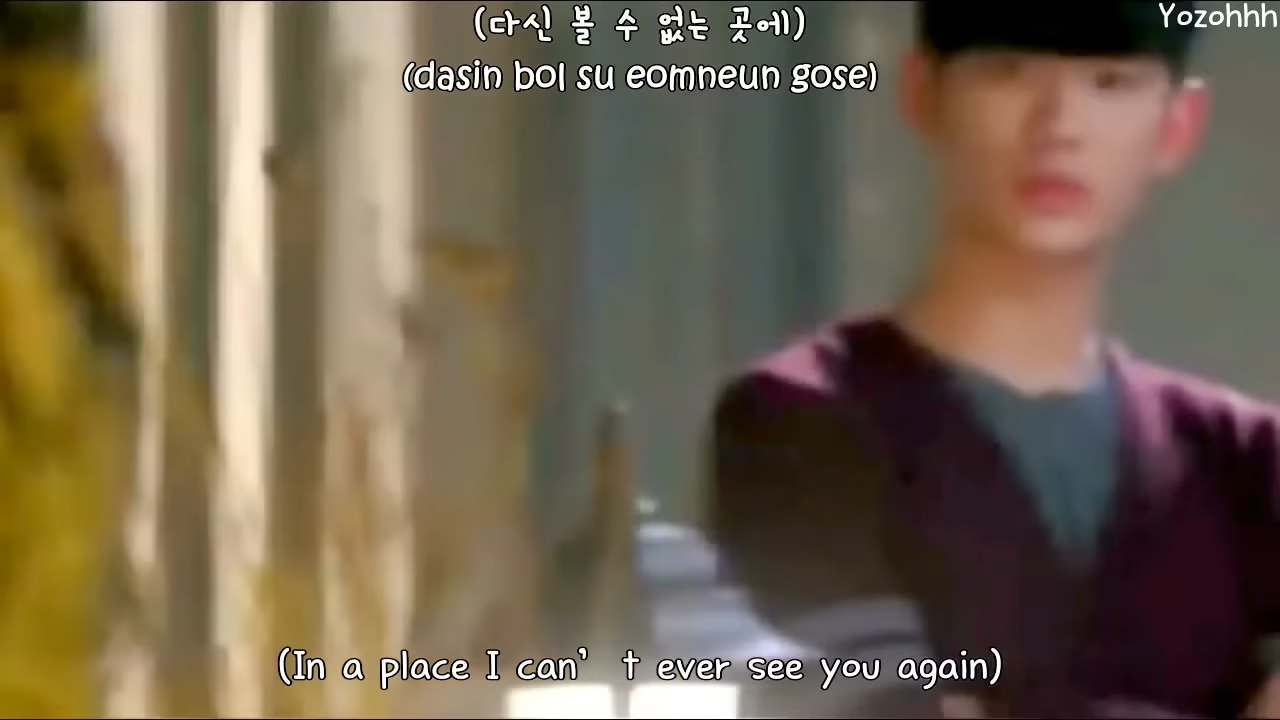 (다신 볼 수 없는 곳에)
Yozohhh
(dasin bol su eomneun gose)
(In a place I can’t ever see you again)